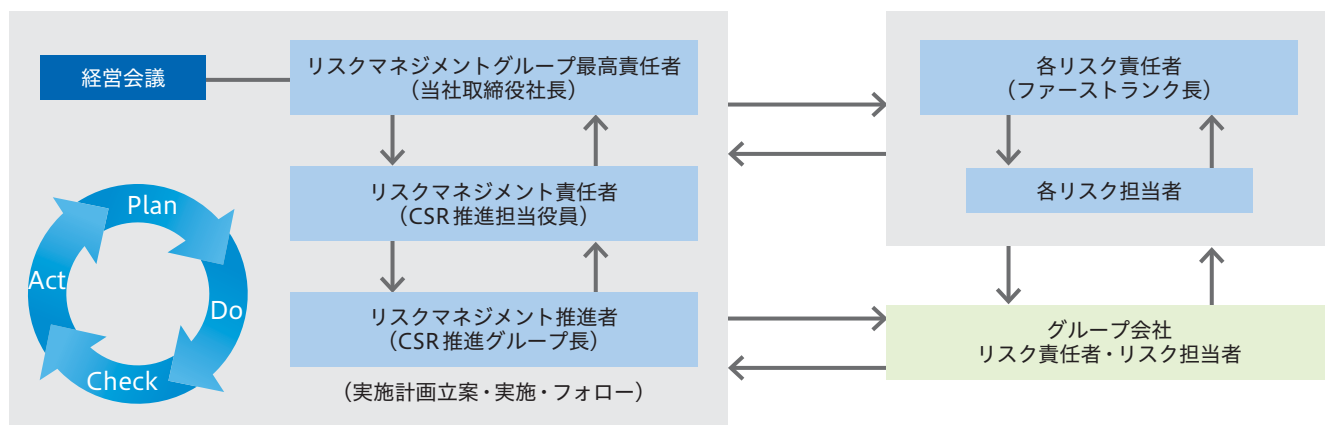 経営会議
リスクマネジメントグループ最高責任者
（当社取締役社長）
リスクマネジメント責任者
（CSR推進担当役員）
リスクマネジメント推進者
（CSR推進グループ長）
（実施計画立案・実施・フォロー）
Plan
Do
Check
Act
各リスク責任者
（ファーストランク長）
各リスク担当者
グループ会社
リスク責任者・リスク担当者